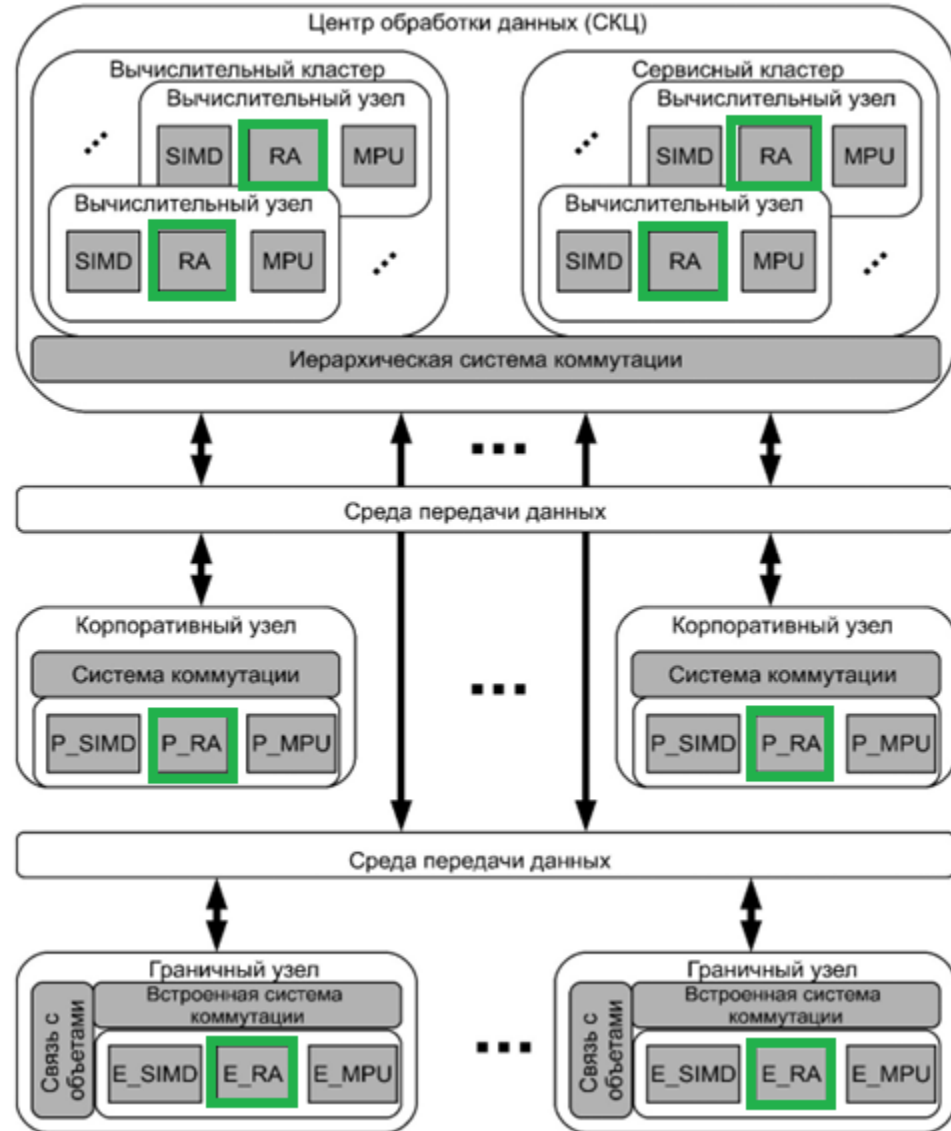 Центр обработки данных (СКЦ)
Вычислительный кластер
Вычислительный узел
SIMD RA MPU
Вычислительный узел
SIMD RA MPU
Сервисный кластер
Вычислительный узел
SIMD RA MPU
Вычислительный узел
SIMD RA MPU
Иерархическая система коммутации
Среда передачи данных
Корпоративный узел
Система коммутации
P_SIMD P_RA P_MPU
Корпоративный узел
Система коммутации
P_SIMD P_RA P_MPU
Среда передачи данных
Граничный узел
Связь с
объетами
Встроенная система
коммутации
E_SIMD E_RA E_MPU
Граничный узел
Связь с
объетами
Встроенная система
коммутации
E_SIMD E_RA E_MPU